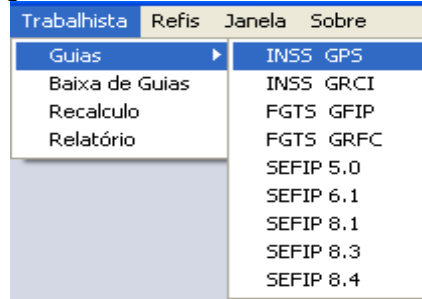 Trabalhista Refis Janela Sobre
Guias
Baixa de Guias
Recalculo
Relatório
INSS GPS
INSS GRCI
FGTS GFIP
FGTS GRFC
SEFIP 5.0
SEFIP 6.1
SEFIP 8.1
SEFIP 8.3
SEFIP 8.4